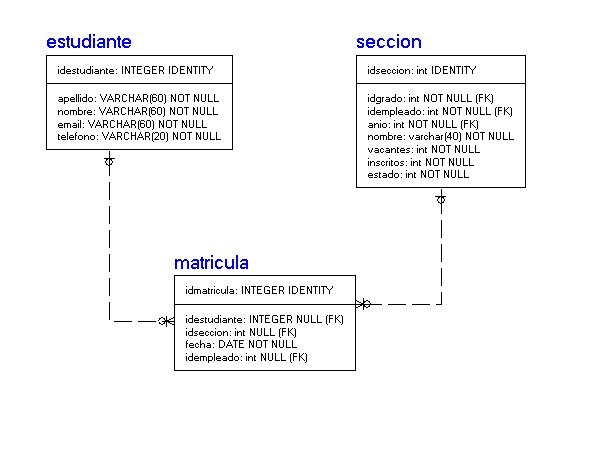 estudiante
idestudiante: INTEGER IDENTITY
apellido: VARCHAR(60) NOT NULL
nombre: VARCHAR(60) NOT NULL
email: VARCHAR(60) NOT NULL
telefono: VARCHAR(20) NOT NULL
seccion
idseccion: int IDENTITY
idgrado: int NOT NULL (FK)
idempleado: int NOT NULL (FK)
anio: int NOT NULL (FK)
nombre: varchar(40) NOT NULL
vacantes: int NOT NULL
inscritos: int NOT NULL
estado: int NOT NULL
matricula
idmatricula: INTEGER IDENTITY
idestudiante: INTEGER NULL (FK)
idseccion: int NULL (FK)
fecha: DATE NOT NULL
idempleado: int NULL (FK)